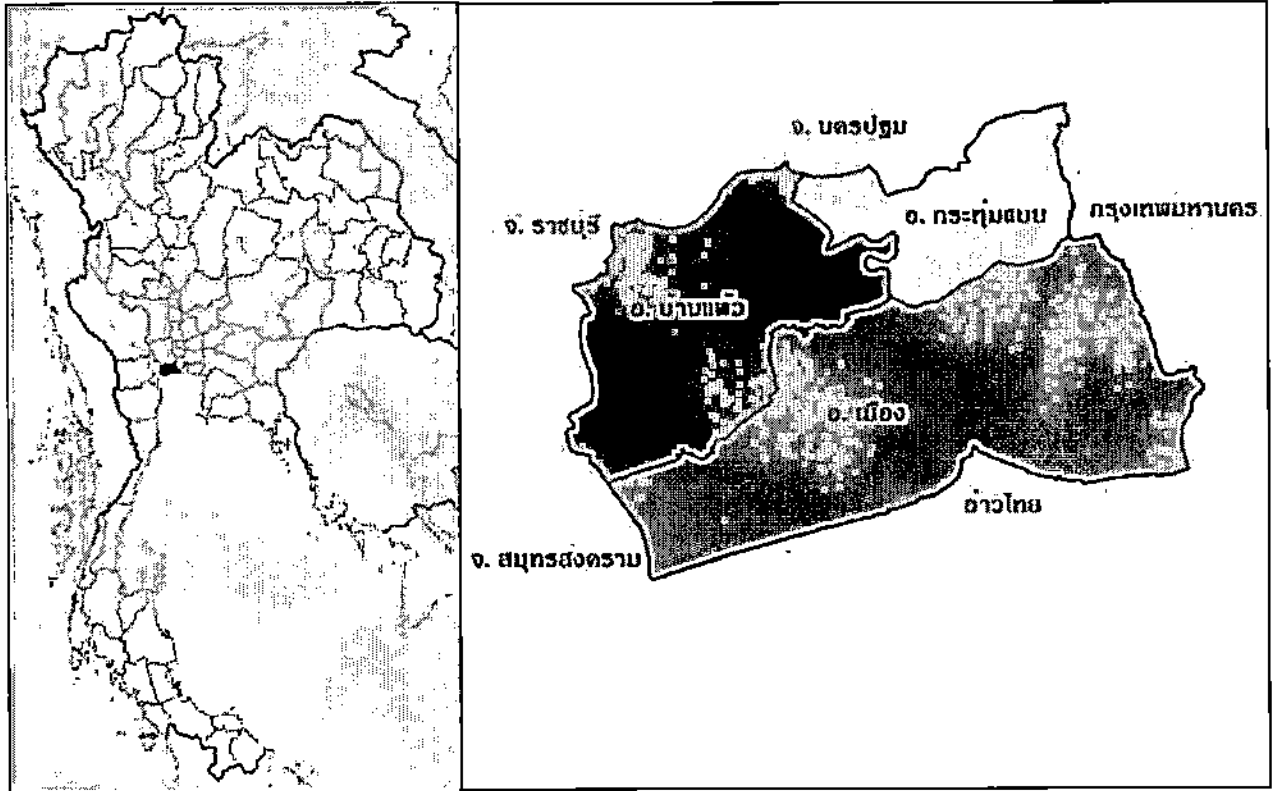 จ. นครปฐม
อ. กระทุ่มแบน
กรุงเทพมหานคร
จ. ราชบุรี
อ. บ้านแพ้ว
อ. เมือง
อ่าวไทย
จ. สมุทรสงคราม